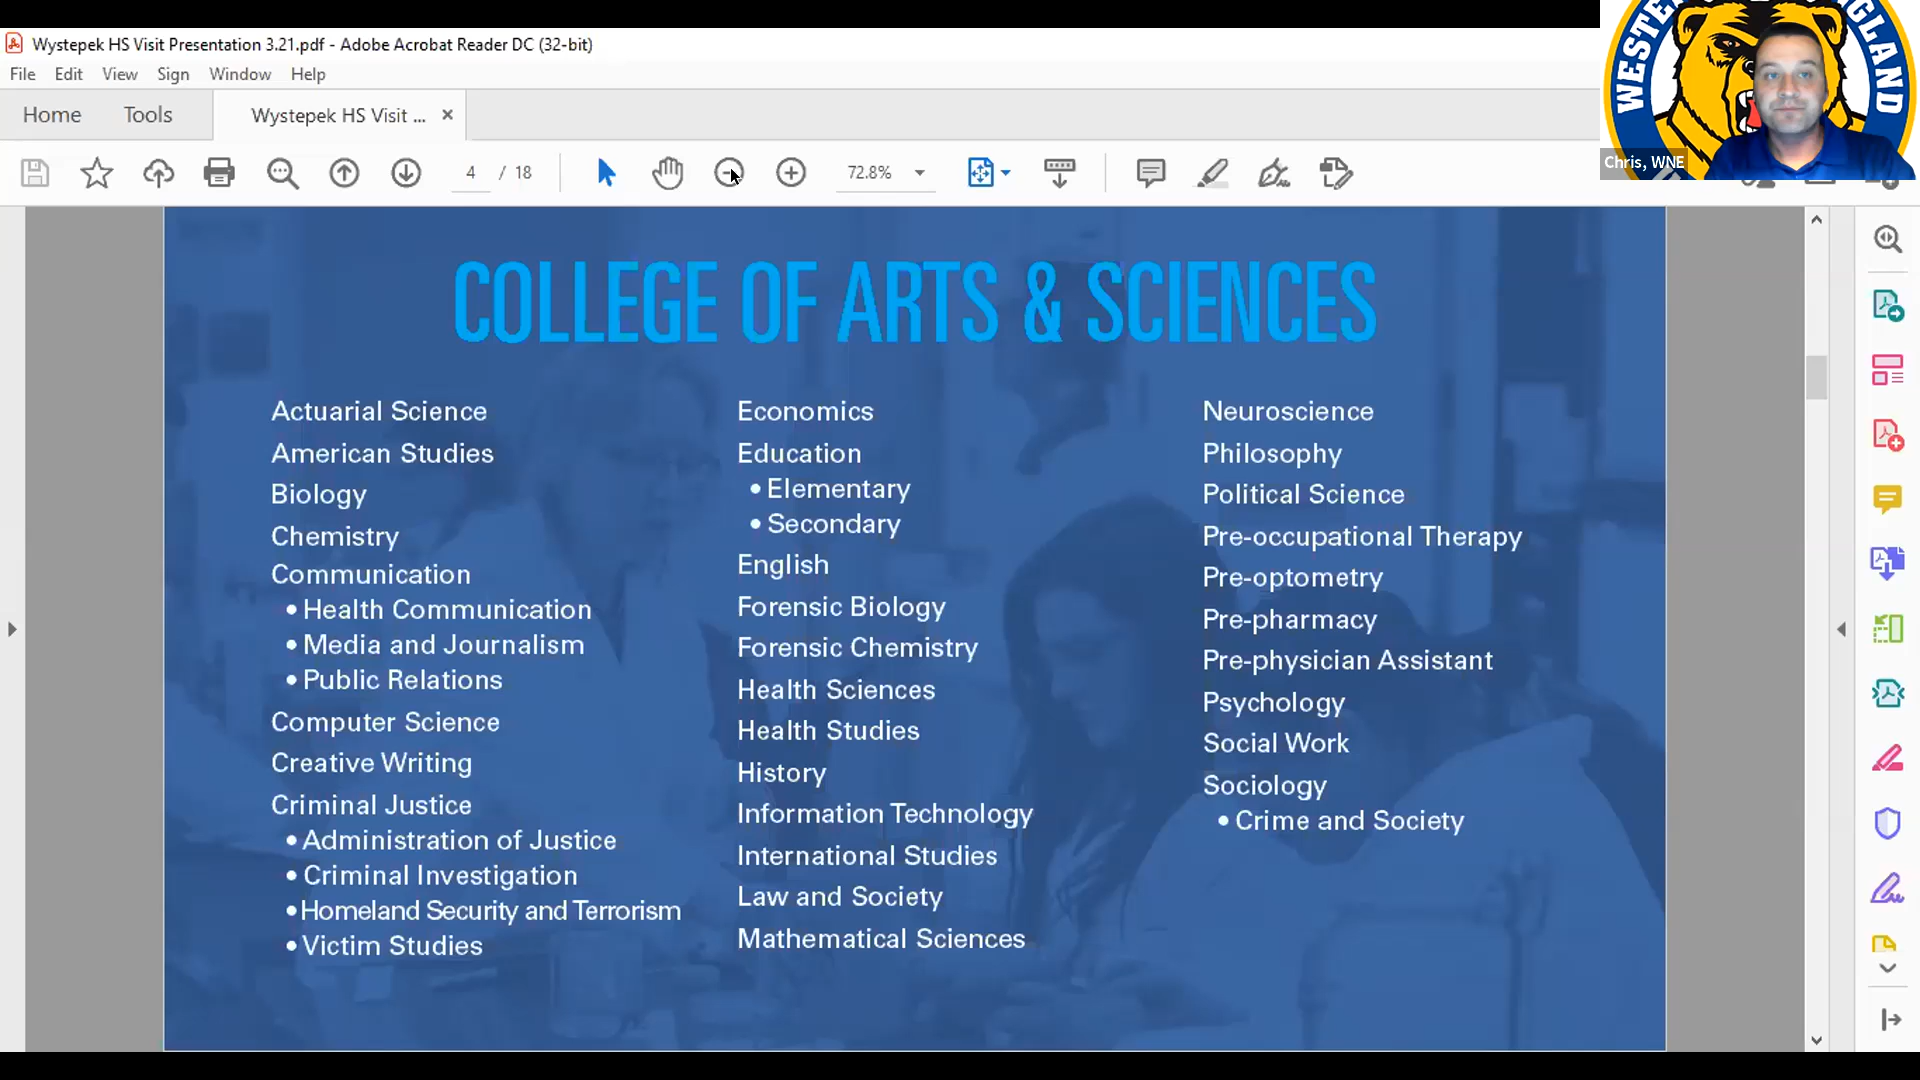 Wystepek HS Visit Presentation 3.21.pdf - Adobe Acrobat Reader DC (32-bit)
File Edit View Sign Window Help
Home Tools Wystepek HS Visit ... ×
4 / 18 72.8%
WESTE GLAND
Chris, WNE
COLLEGE OF ARTS & SCIENCES
Actuarial Science
American Studies
Biology
Chemistry
Communication
• Health Communication
• Media and Journalism
• Public Relations
Computer Science
Creative Writing
Criminal Justice
• Administration of Justice
• Criminal Investigation
• Homeland Security and Terrorism
• Victim Studies
Economics
Education
• Elementary
• Secondary
English
Forensic Biology
Forensic Chemistry
Health Sciences
Health Studies
History
Information Technology
International Studies
Law and Society
Mathematical Sciences
Neuroscience
Philosophy
Political Science
Pre-occupational Therapy
Pre-optometry
Pre-pharmacy
Pre-physician Assistant
Psychology
Social Work
Sociology
• Crime and Society